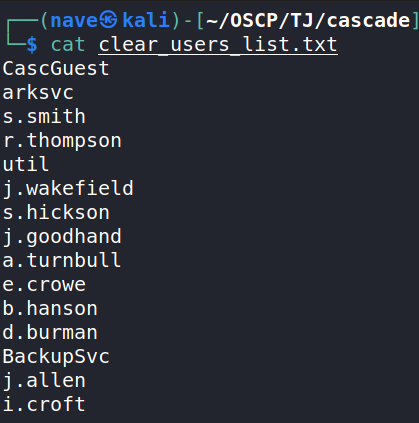 ┌──(nave㉿kali)-[~/OSCP/TJ/cascade]
└─$ cat clear_users_list.txt
CascGuest
arksvc
s.smith
r.thompson
util
j.wakefield
s.hickson
j.goodhand
a.turnbull
e.crowe
b.hanson
d.burman
BackupSvc
j.allen
i.croft